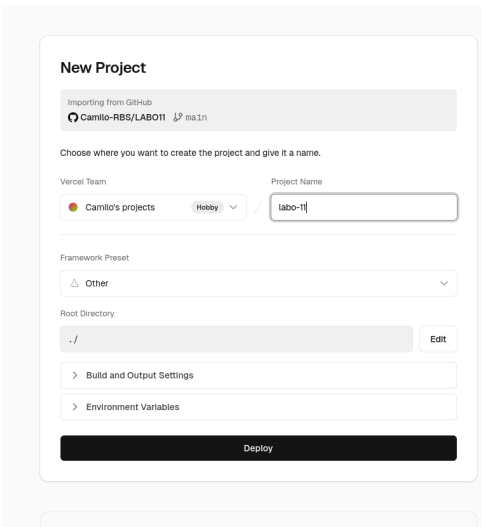 New Project
Importing from GitHub
Camilo-RBS/LABO11 main
Choose where you want to create the project and give it a name.
Vercel Team
Project Name
Camilo's projects Hobby / labo-11
Framework Preset
Other
Root Directory
./ Edit
Build and Output Settings
Environment Variables
Deploy